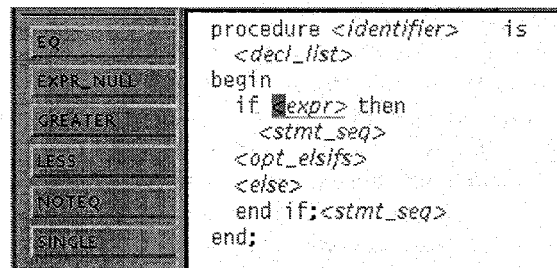 EQ
EXPR_NULL
GREATER
LESS
NOTEQ
SINGLE
procedure <identifier> is
<decl_list>
begin
if <expr> then
<stmt_seq>
<opt_elsifs>
<else>
end if;<stmt_seq>
end;